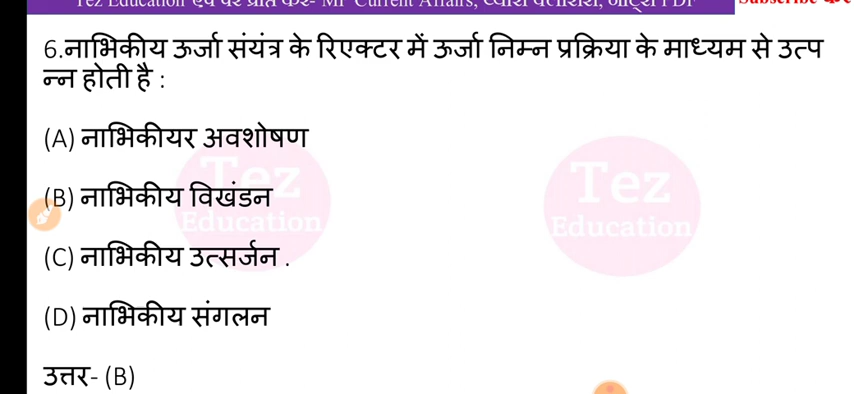 6.नाभिकीय ऊर्जा संयंत्र के रिएक्टर में ऊर्जा निम्न प्रक्रिया के माध्यम से उत्प
न्न होती है :
(A) नाभिकीयर अवशोषण
(B) नाभिकीय विखंडन
(C) नाभिकीय उत्सर्जन .
(D) नाभिकीय संगलन
उत्तर- (B)
Tez
Education
Tez
Education